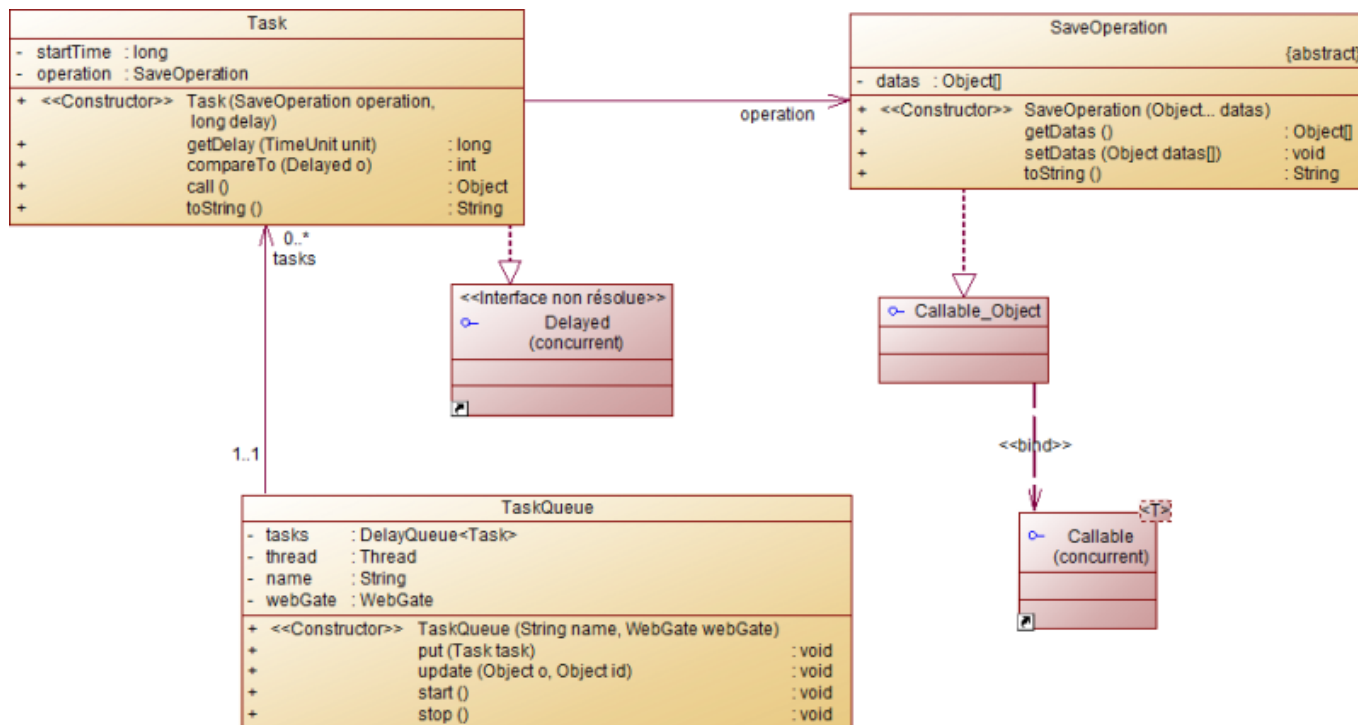 Task
- startTime : long
- operation : SaveOperation
+ <<Constructor>> Task (SaveOperation operation,
long delay)
+ getDelay (TimeUnit unit) : long
+ compareTo (Delayed o) : int
+ call () : Object
+ toString () : String
operation
SaveOperation
{abstract}
- datas : Object[]
+ <<Constructor>> SaveOperation (Object... datas)
+ getDatas () : Object[]
+ setDatas (Object datas[]) : void
+ toString () : String
0..*
tasks
<<Interface non résolue>>
Delayed
(concurrent)
Callable_Object
1..1
<<bind>>
<T>
Callable
(concurrent)
TaskQueue
- tasks : DelayQueue<Task>
- thread : Thread
- name : String
- webGate : WebGate
+ <<Constructor>> TaskQueue (String name, WebGate webGate)
+ put (Task task) : void
+ update (Object o, Object id) : void
+ start () : void
+ stop () : void